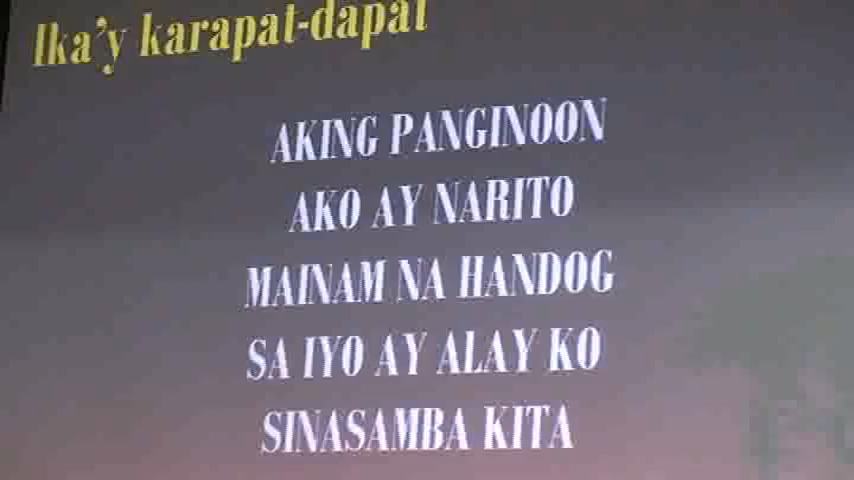 Ika'y karapat-dapat
AKING PANGINOON
AKO AY NARITO
MAINAM NA HANDOG
SA IYO AY ALAY KO
SINASAMBA KITA